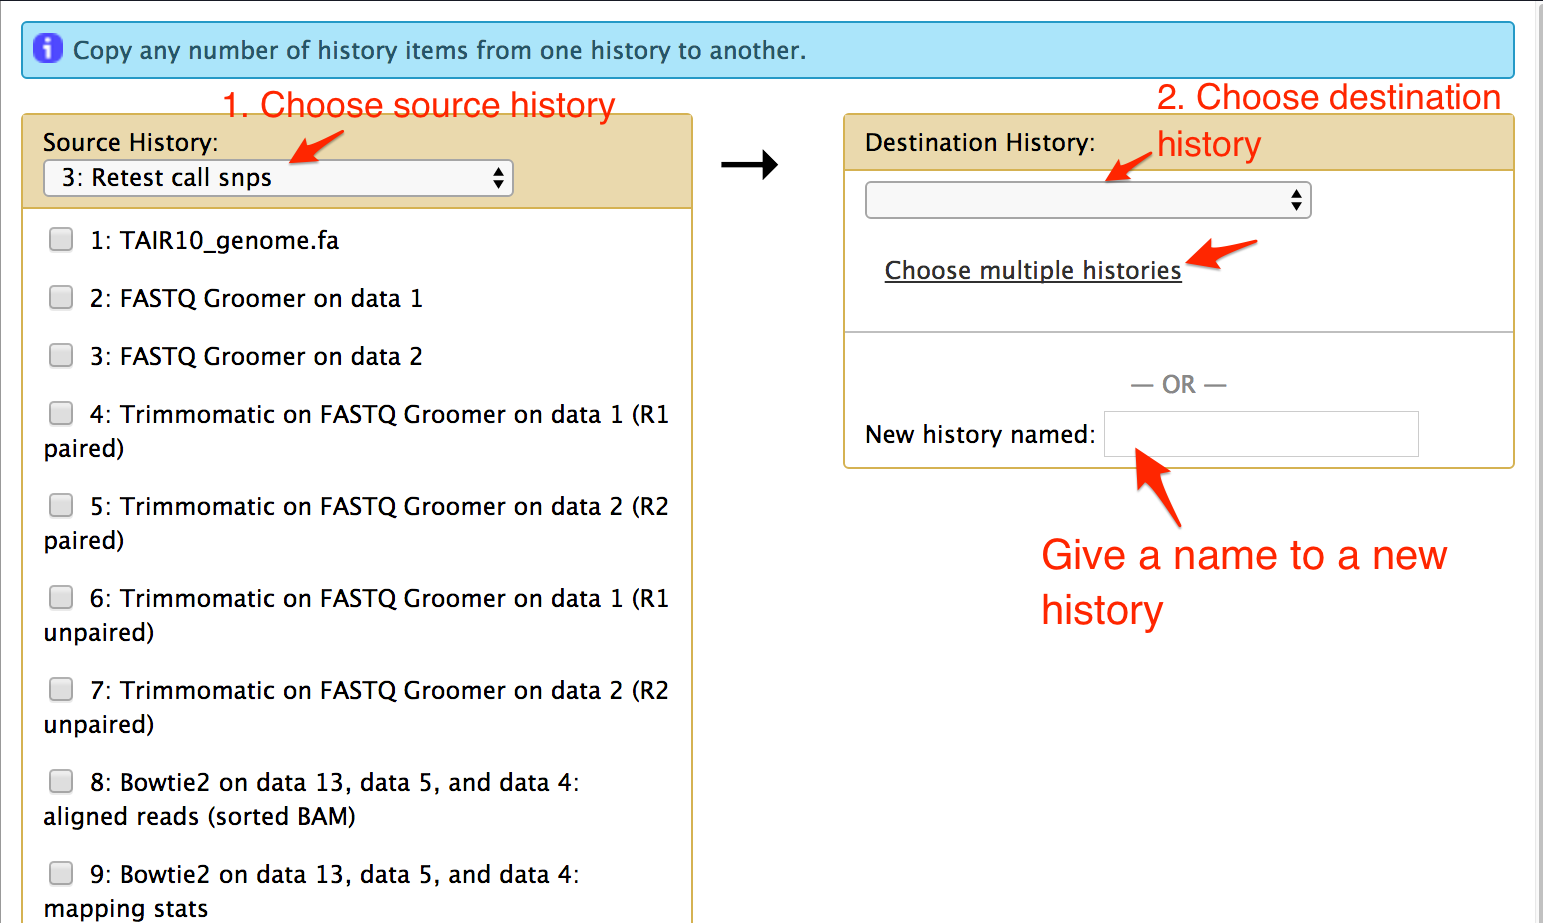 Copy any number of history items from one history to another.
1. Choose source history
Source History:
3: Retest call snps
1: TAIR10_genome.fa
2: FASTQ Groomer on data 1
3: FASTQ Groomer on data 2
4: Trimmomatic on FASTQ Groomer on data 1 (R1
paired)
5: Trimmomatic on FASTQ Groomer on data 2 (R2
paired)
6: Trimmomatic on FASTQ Groomer on data 1 (R1
unpaired)
7: Trimmomatic on FASTQ Groomer on data 2 (R2
unpaired)
8: Bowtie2 on data 13, data 5, and data 4:
aligned reads (sorted BAM)
9: Bowtie2 on data 13, data 5, and data 4:
mapping stats
2. Choose destination
history
Destination History:
Choose multiple histories
— OR —
New history named:
Give a name to a new
history